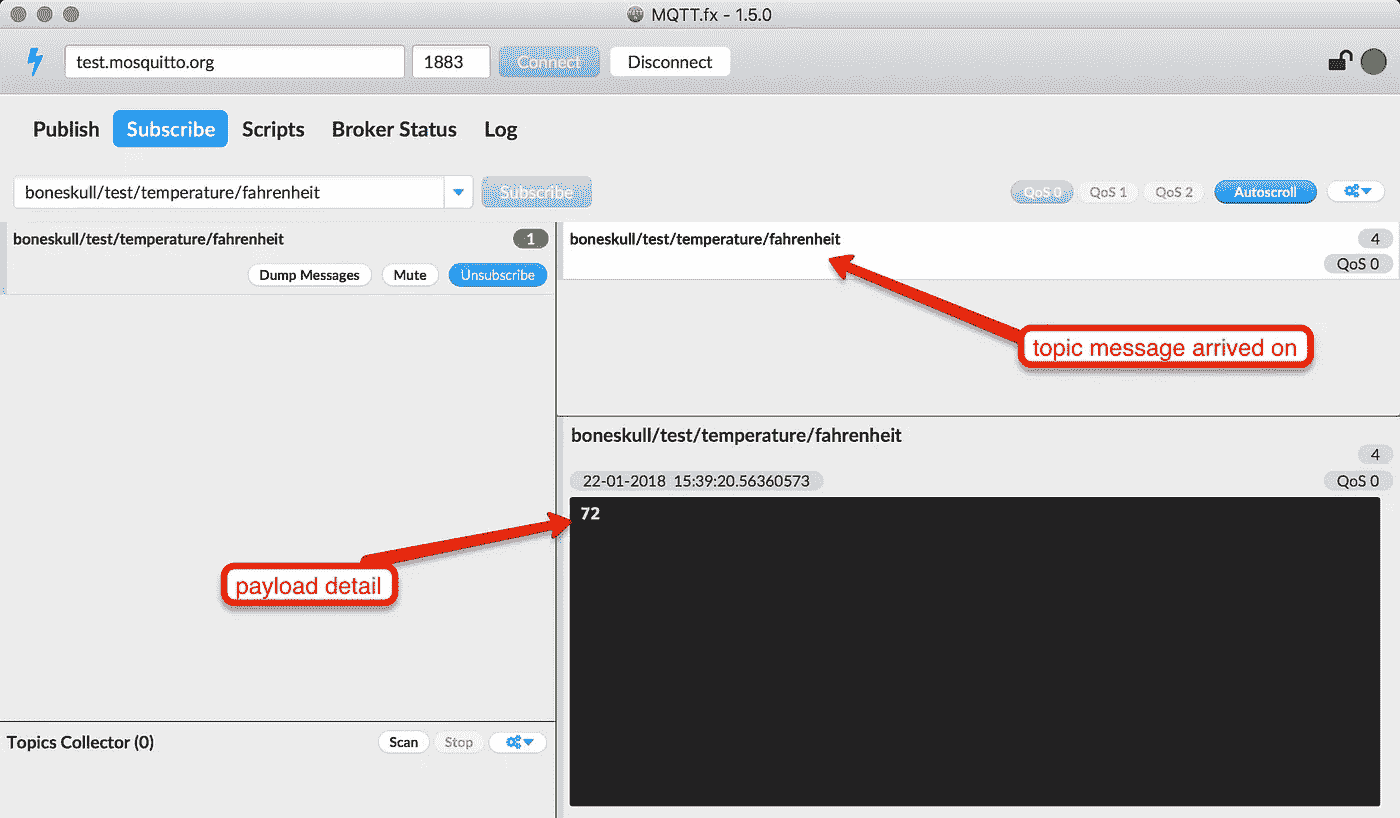 MQTT.fx - 1.5.0
test.mosquitto.org 1883 Connect Disconnect
Publish Subscribe Scripts Broker Status Log
boneskull/test/temperature/fahrenheit Subscribe QoS 0 QoS 1 QoS 2 Autoscroll
boneskull/test/temperature/fahrenheit 1
Dump Messages Mute Unsubscribe
boneskull/test/temperature/fahrenheit 4
QoS 0
topic message arrived on
boneskull/test/temperature/fahrenheit
4
22-01-2018 15:39:20.56360573 QoS 0
72
payload detail
Topics Collector (0) Scan Stop